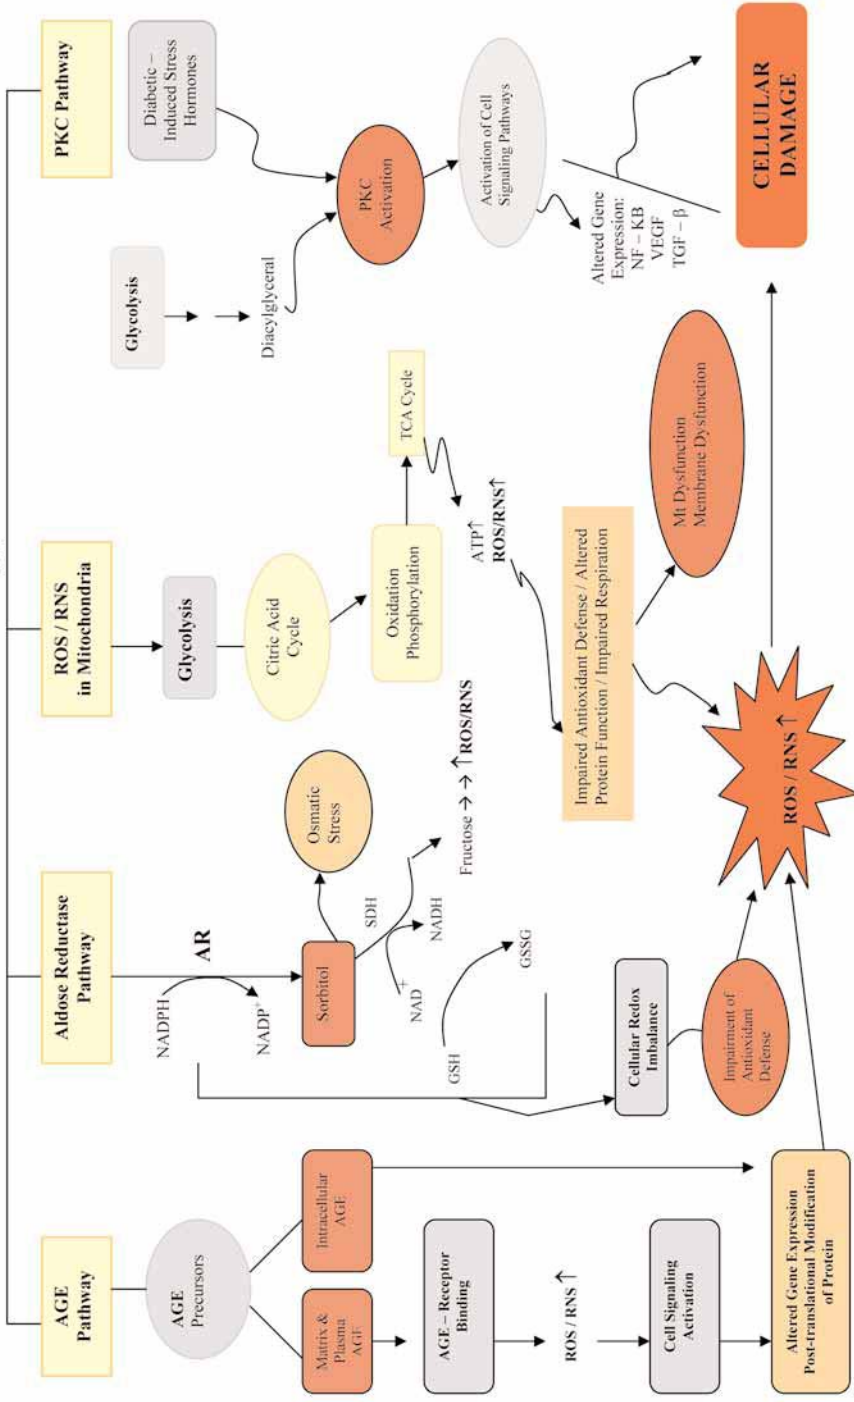 AGE
Pathway
AGE
Precursors
Matrix &
Plasma
AGE
Intracellular
AGE
AGE – Receptor
Binding
ROS / RNS ↑
Cell Signaling
Activation
Altered Gene Expression
Post-translational Modification
of Protein
Aldose Reductase
Pathway
NADPH
AR
NADP+
Sorbitol
Osmatic
Stress
SDH
NAD+
NADH
Fructose → → ↑ROS/RNS
GSH
GSSG
Cellular Redox
Imbalance
Impairment of
Antioxidant
Defense
ROS / RNS
in Mitochondria
Glycolysis
Citric Acid
Cycle
Oxidation
Phosphorylation
TCA Cycle
ATP↑
ROS/RNS↑
Impaired Antioxidant Defense / Altered
Protein Function / Impaired Respiration
Mt Dysfunction
Membrane Dysfunction
ROS / RNS ↑
PKC Pathway
Glycolysis
Diacylglyceral
Diabetic –
Induced Stress
Hormones
PKC
Activation
Activation of Cell
Signaling Pathways
Altered Gene
Expression:
NF – KB
VEGF
TGF – β
CELLULAR
DAMAGE